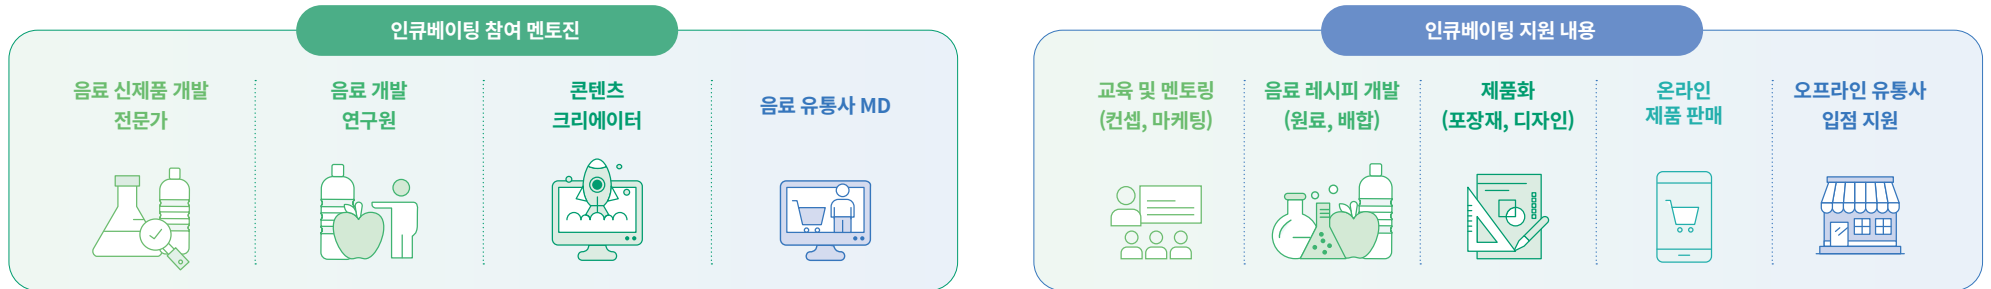 인큐베이팅 참여 멘토진
음료 신제품 개발
전문가
음료 개발
연구원
콘텐츠
크리에이터
음료 유통사 MD
인큐베이팅 지원 내용
교육 및 멘토링
(컨셉, 마케팅)
음료 레시피 개발
(원료, 배합)
제품화
(포장재, 디자인)
온라인
제품 판매
오프라인 유통사
입점 지원